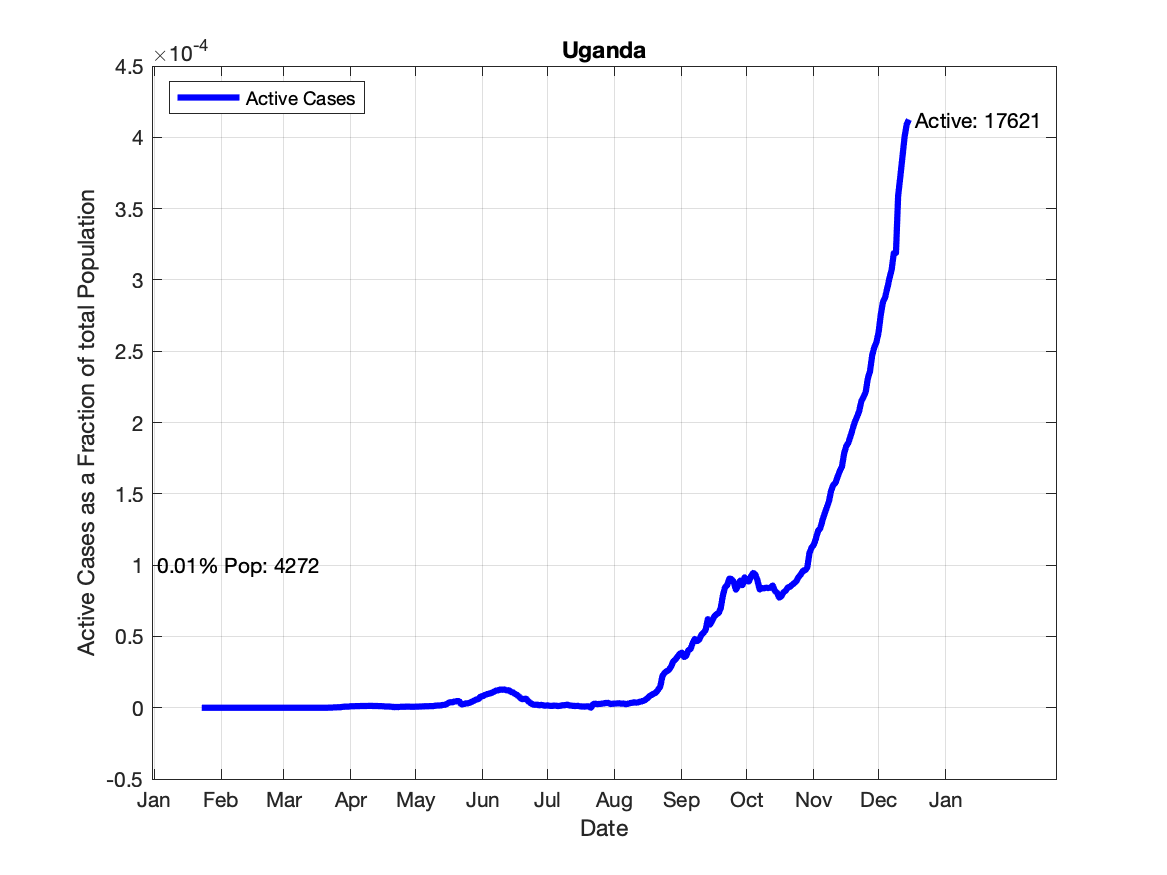 Uganda
×10-4
4.5
4
3.5
3
2.5
2
1.5
1
0.5
0
-0.5
Active Cases
Active: 17621
0.01% Pop: 4272
Active Cases as a Fraction of total Population
Jan Feb Mar Apr May Jun Jul Aug Sep Oct Nov Dec Jan
Date